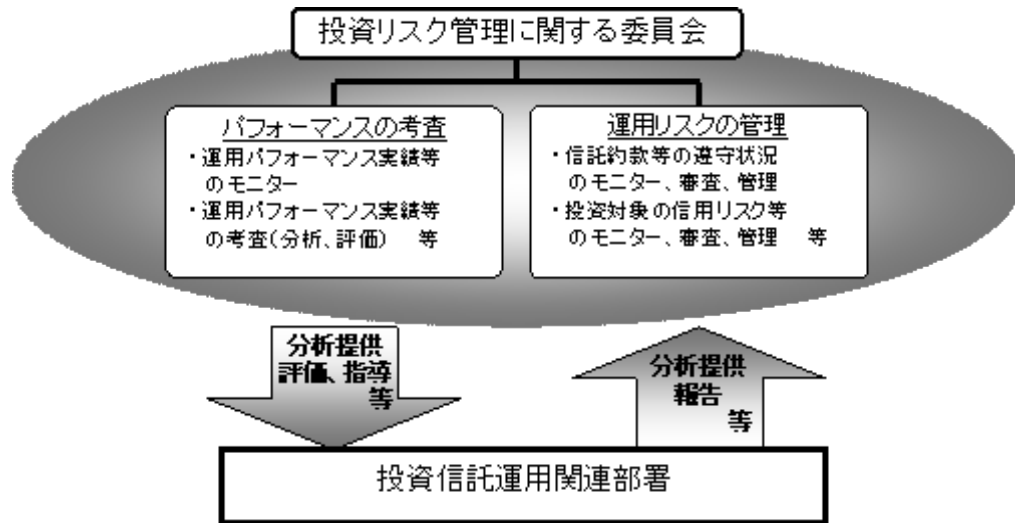 投資リスク管理に関する委員会
パフォーマンスの考査
・運用パフォーマンス実績等
のモニター
・運用パフォーマンス実績等
の考査(分析、評価) 等
運用リスクの管理
・信託約款等の遵守状況
のモニター、審査、管理
・投資対象の信用リスク等
のモニター、審査、管理 等
分析提供
評価、指導
等
分析提供
報告
等
投資信託運用関連部署